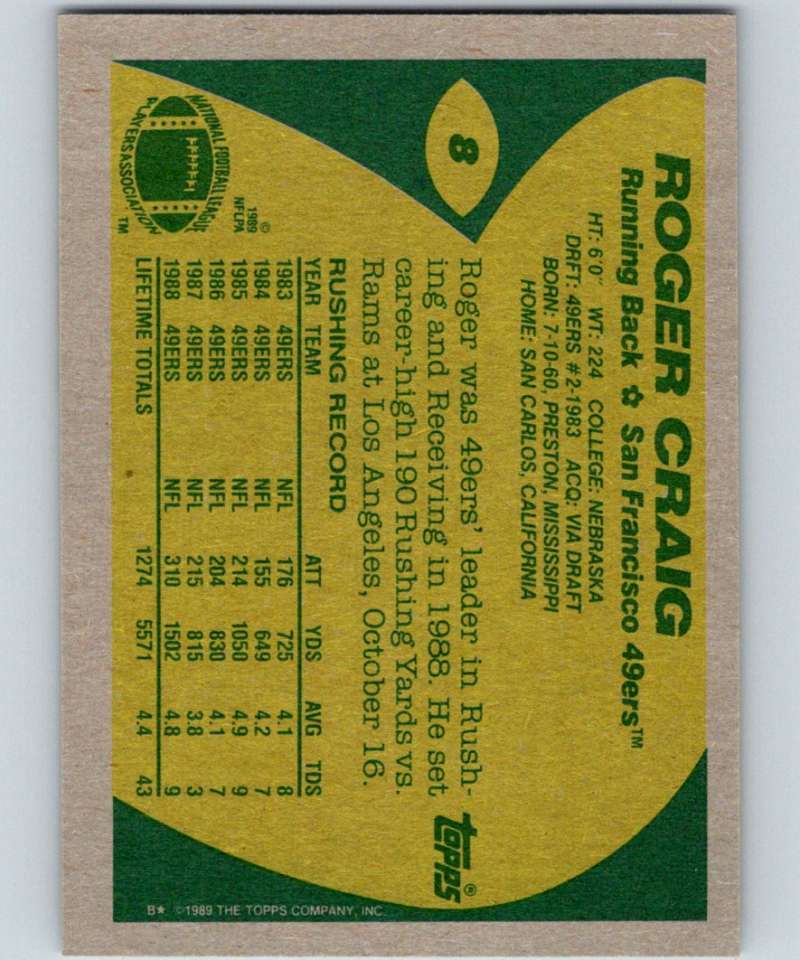 8
ROGER CRAIG
Running Back ✿ San Francisco 49ers™
HT: 6'0" WT: 224 COLLEGE: NEBRASKA
DRFT: 49ERS #2-1983 ACQ: VIA DRAFT
BORN: 7-10-60, PRESTON, MISSISSIPPI
HOME: SAN CARLOS, CALIFORNIA
Roger was 49ers' leader in Rush-
ing and Receiving in 1988. He set
career-high 190 Rushing Yards vs.
Rams at Los Angeles, October 16.
topps®
NATIONAL FOOTBALL LEAGUE
PLAYERS ASSOCIATION
™
©
1989
NFLPA
RUSHING RECORD
YEAR TEAM ATT YDS AVG TDS
1983 49ERS NFL 176 725 4.1 8
1984 49ERS NFL 155 649 4.2 7
1985 49ERS NFL 214 1050 4.9 9
1986 49ERS NFL 204 830 4.1 7
1987 49ERS NFL 215 815 3.8 3
1988 49ERS NFL 310 1502 4.8 9
LIFETIME TOTALS 1274 5571 4.4 43
B★ ©1989 THE TOPPS COMPANY, INC.